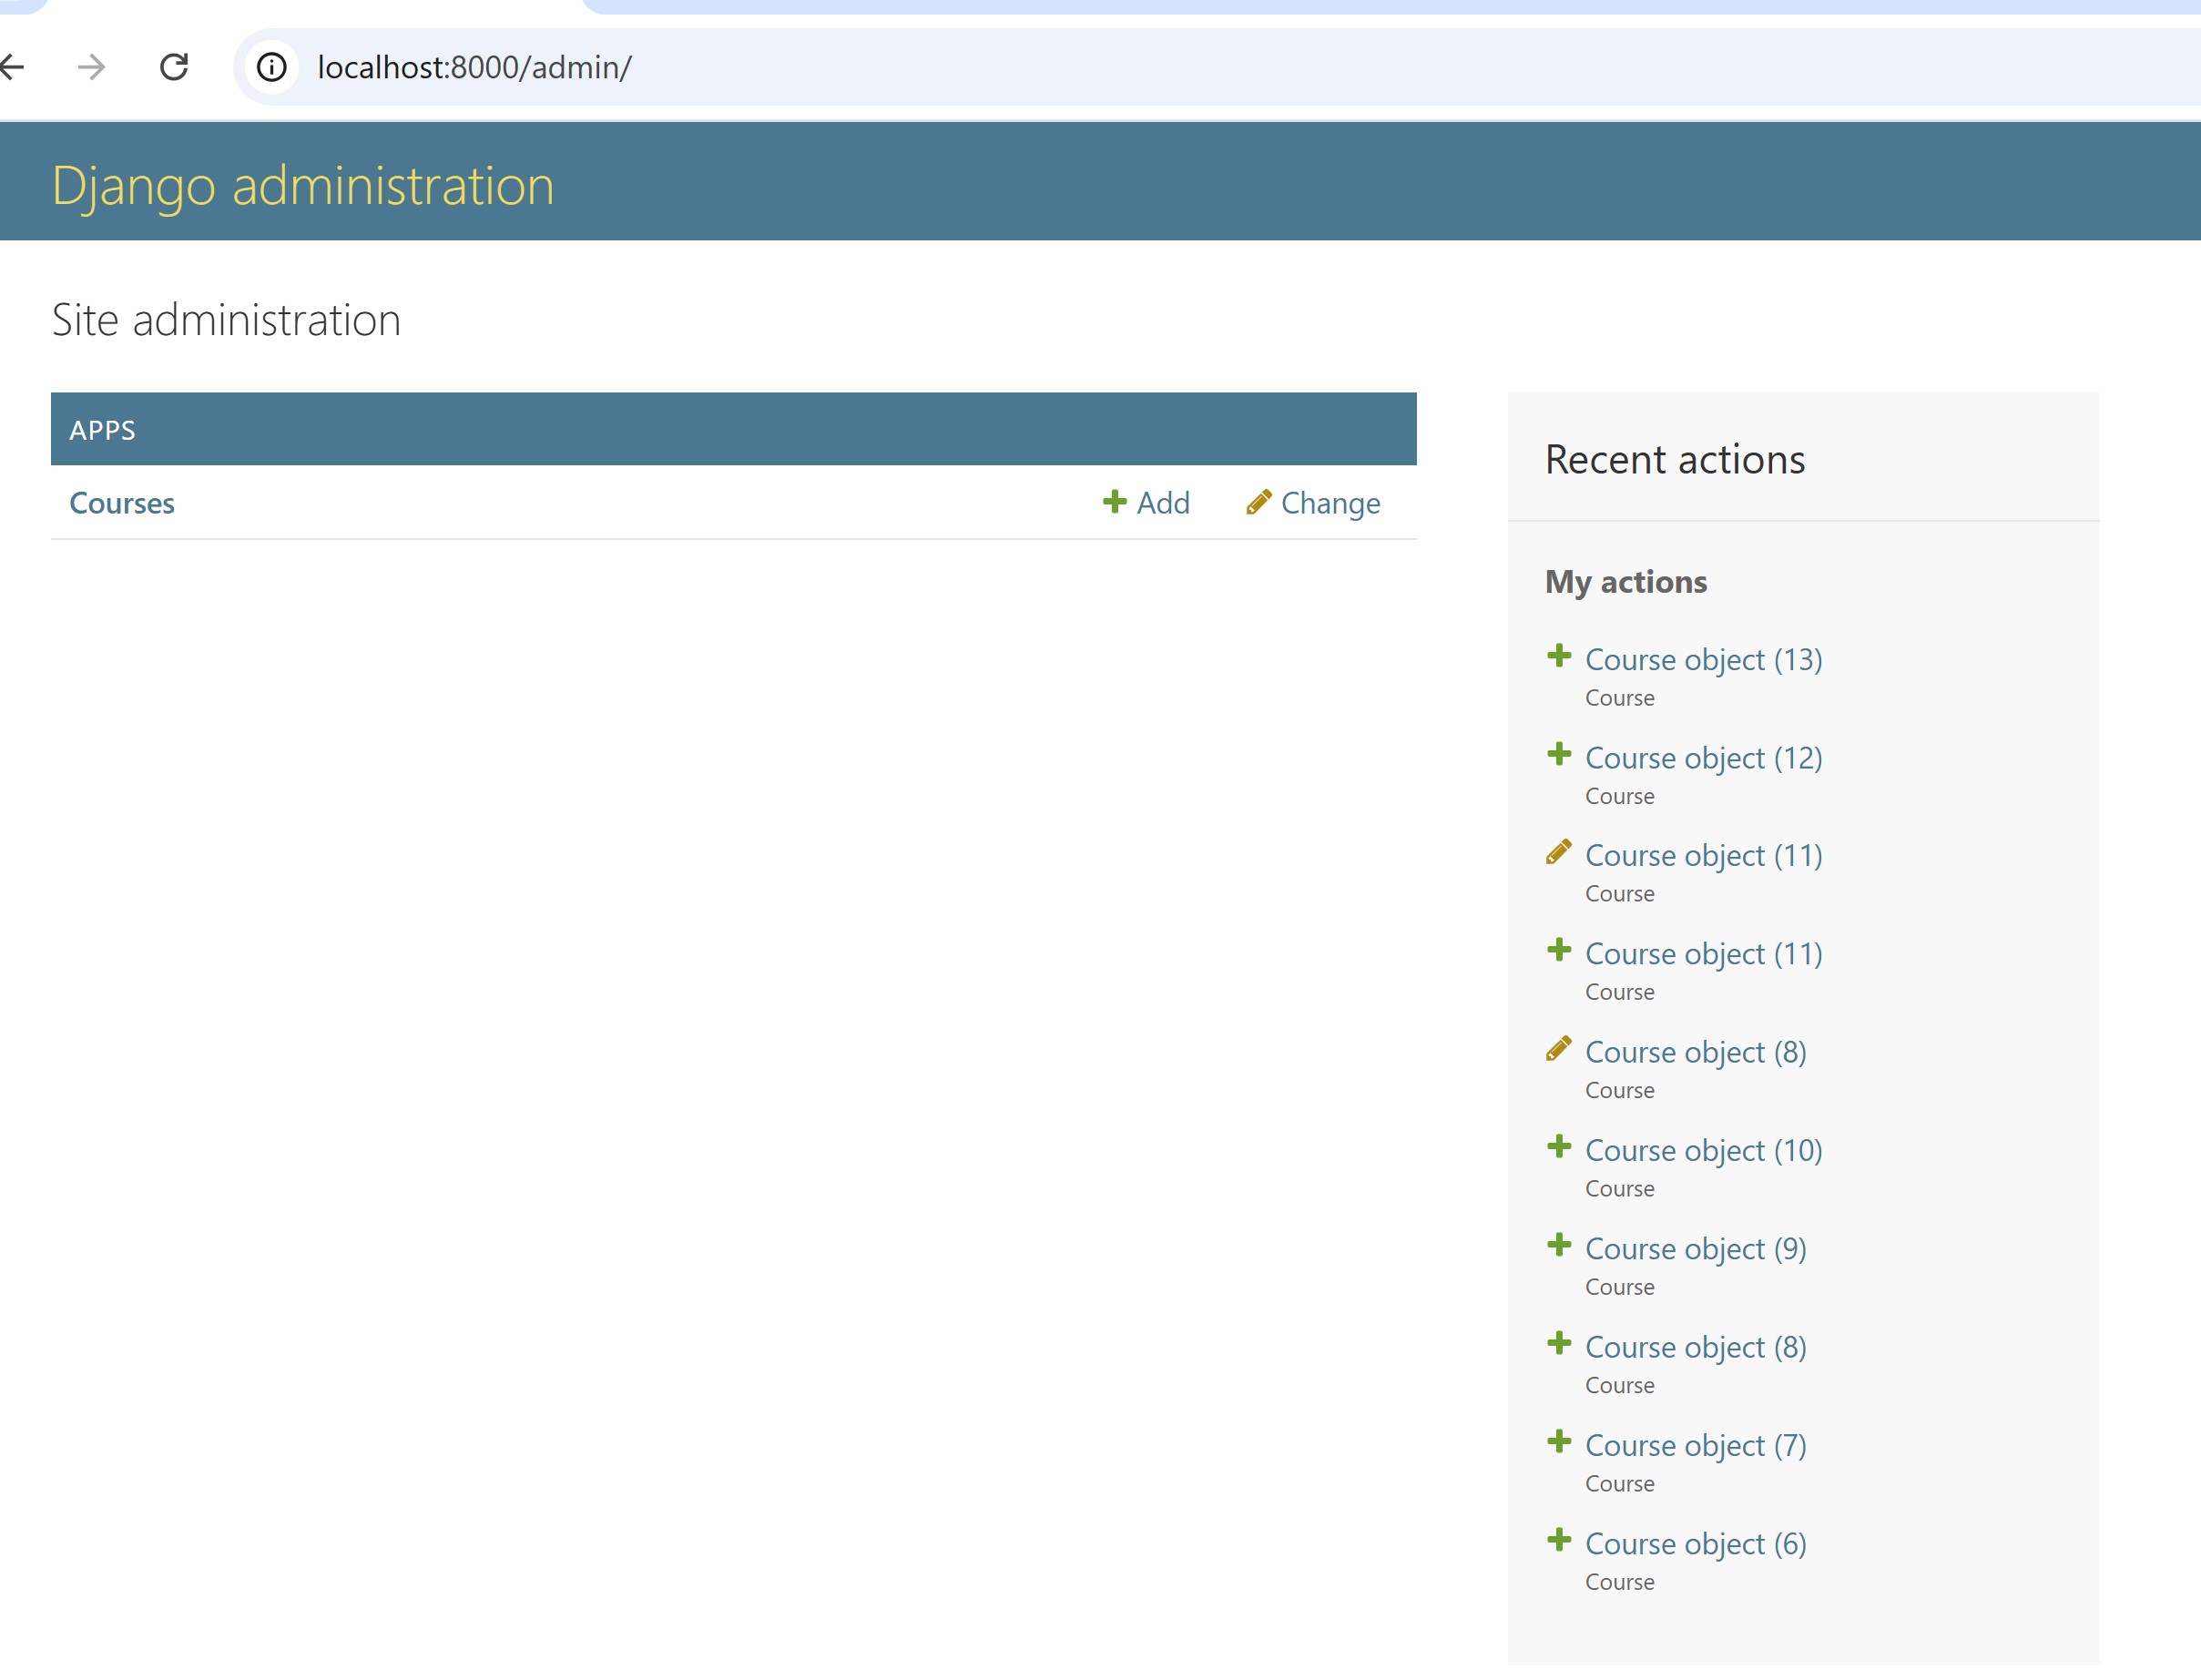 localhost:8000/admin/
Django administration
Site administration
APPS
Courses Add Change
Recent actions
My actions
Course object (13)
Course
Course object (12)
Course
Course object (11)
Course
Course object (11)
Course
Course object (8)
Course
Course object (10)
Course
Course object (9)
Course
Course object (8)
Course
Course object (7)
Course
Course object (6)
Course